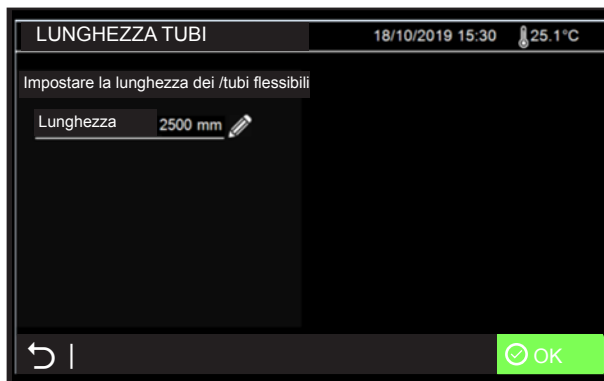 LUNGHEZZA TUBI 18/10/2019 15:30 25.1°C
Impostare la lunghezza dei /tubi flessibili
Lunghezza 2500 mm
OK